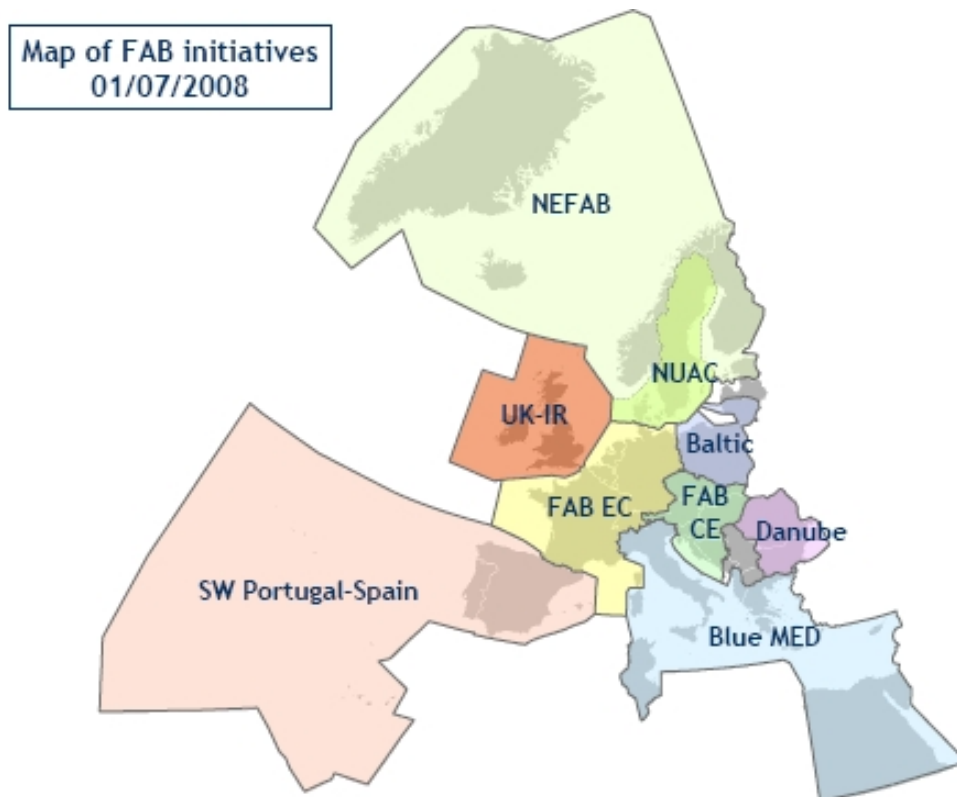 Map of FAB initiatives
01/07/2008
NEFAB
NUAC
UK-IR
Baltic
FAB EC
FAB
CE
Danube
SW Portugal-Spain
Blue MED